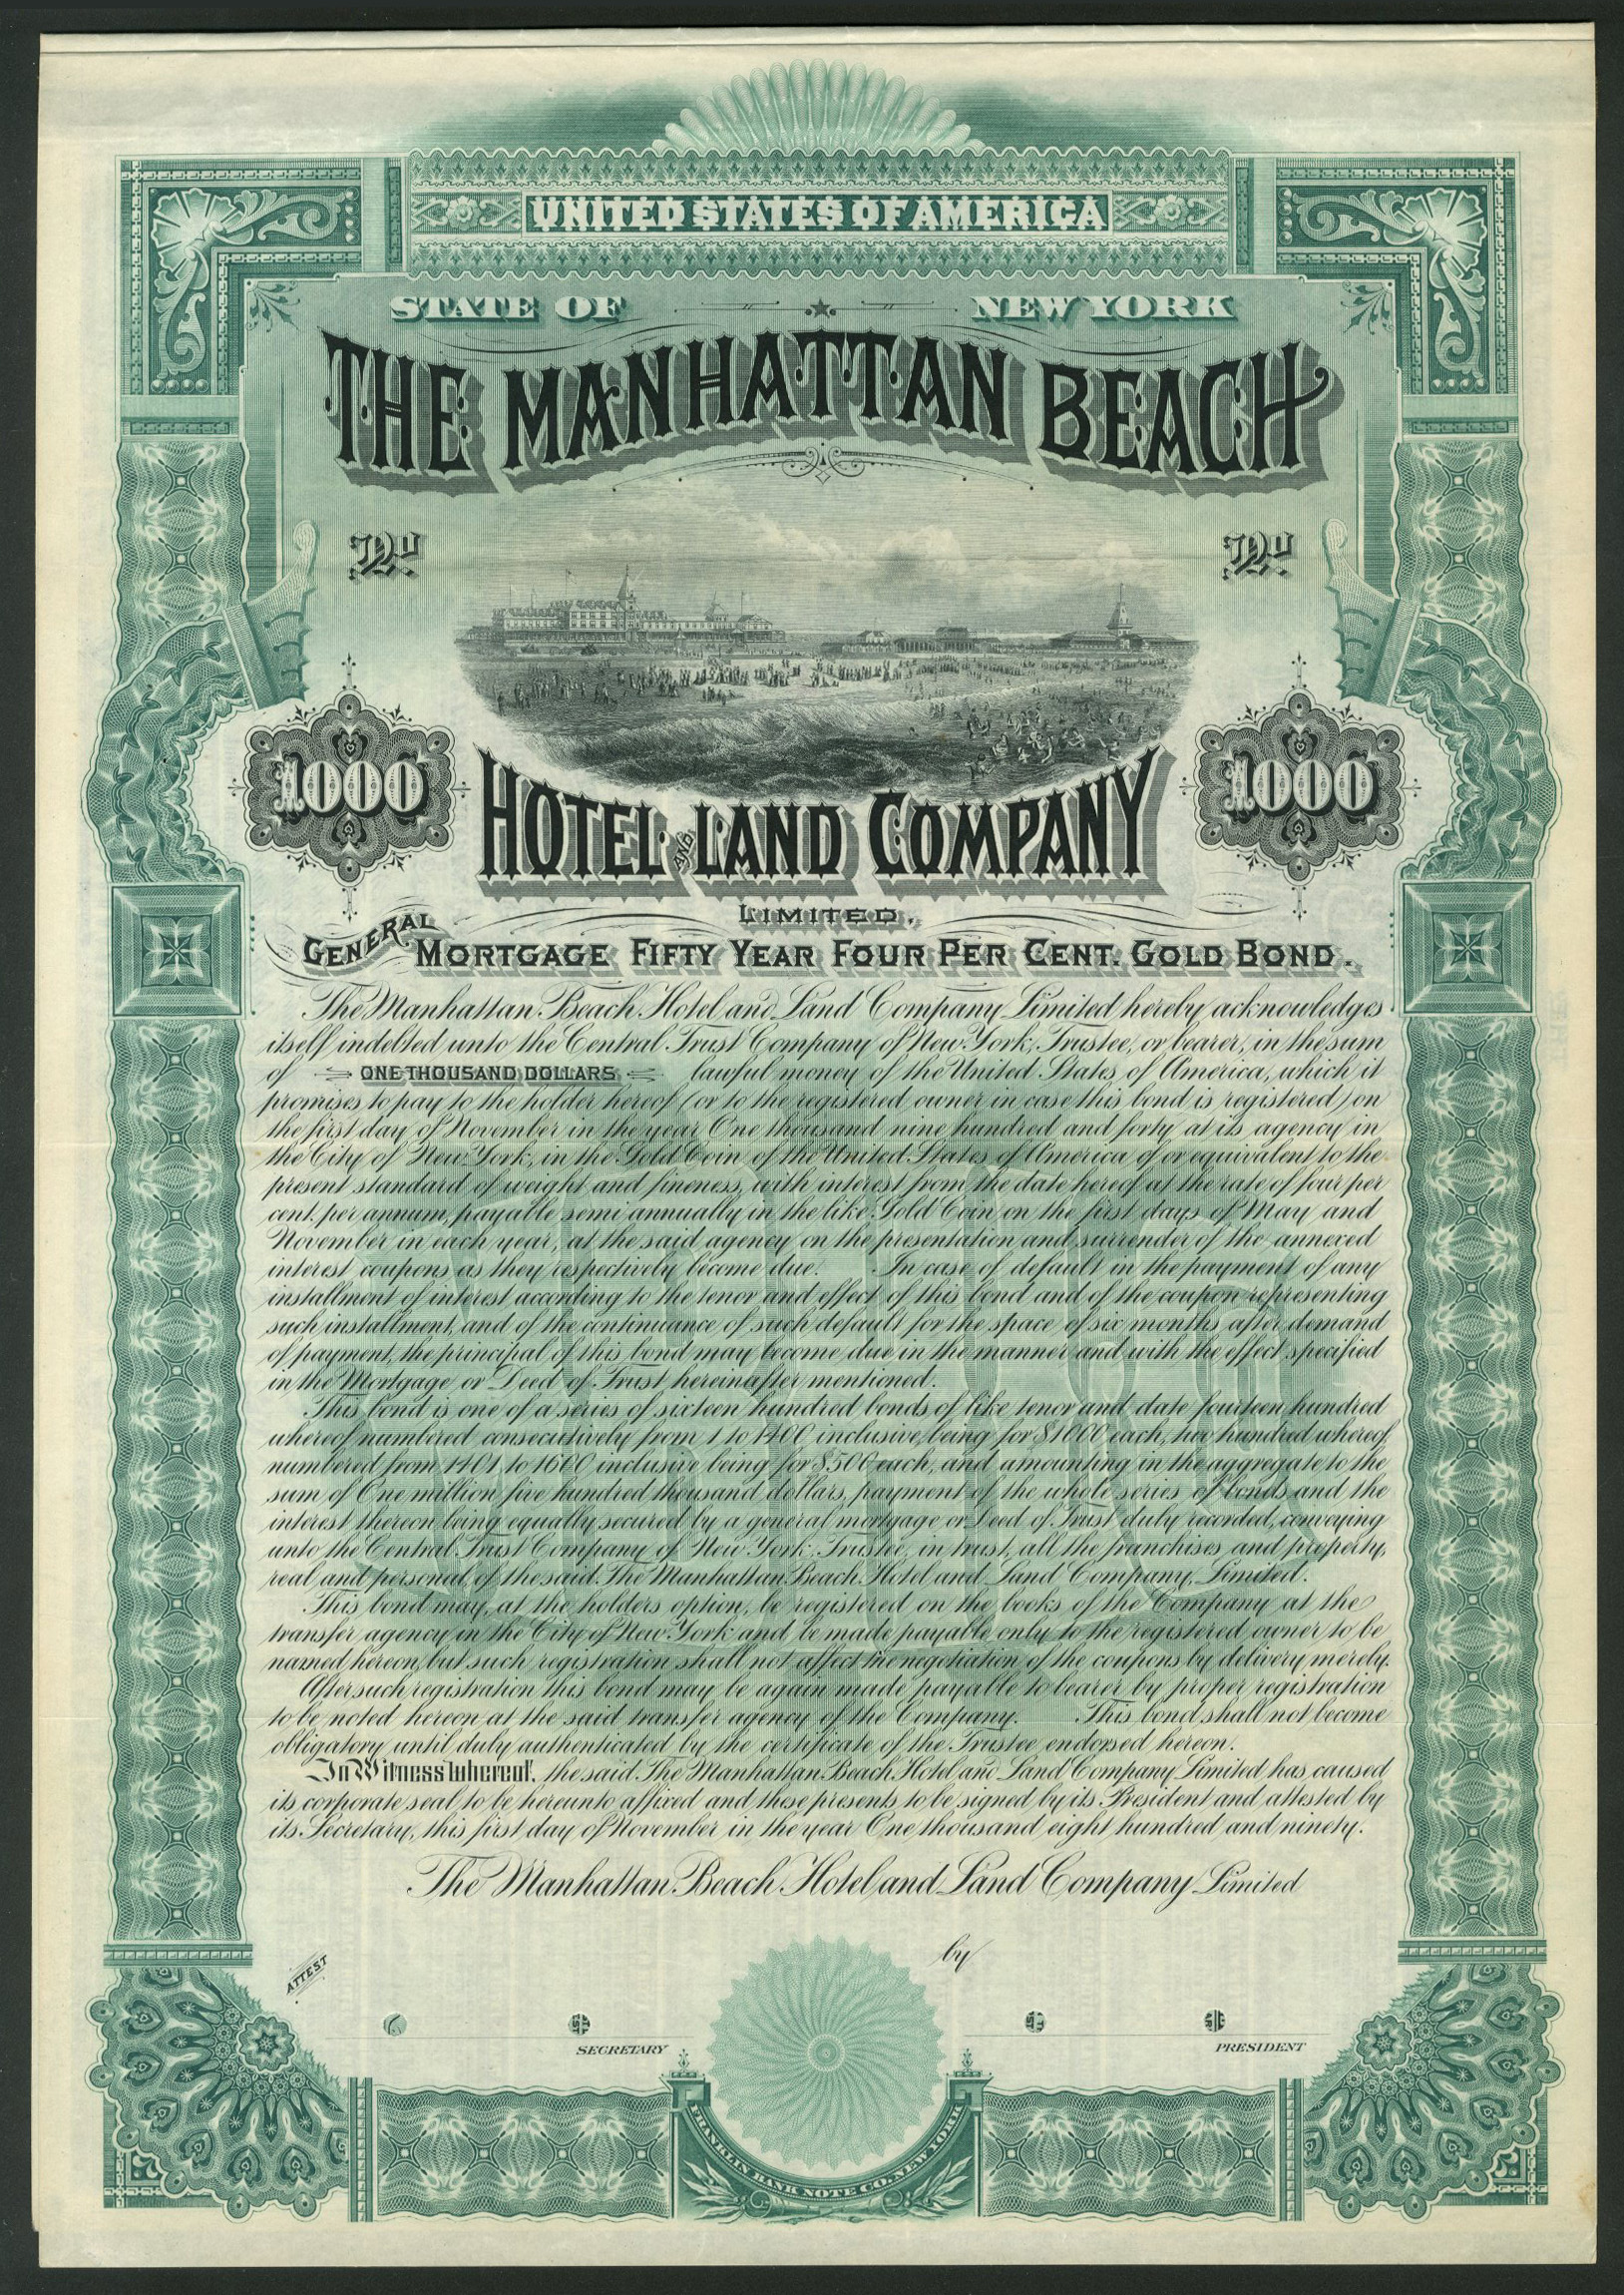 UNITED STATES OF AMERICA
STATE OF NEW YORK
THE MANHATTAN BEACH
No. No.
1000 1000
HOTEL AND LAND COMPANY
LIMITED.
GENERAL MORTGAGE FIFTY YEAR FOUR PER CENT. GOLD BOND.
The Manhattan Beach Hotel and Land Company Limited hereby acknowledges
itself indebted unto the Central Trust Company of New York, Trustee, or bearer, in the sum
of ONE THOUSAND DOLLARS lawful money of the United States of America, which it
promises to pay to the holder hereof (or to the registered owner in case this bond is registered) on
the first day of November in the year One thousand nine hundred and forty at its agency in
the City of New York, in the Gold Coin of the United States of America of or equivalent to the
present standard of weight and fineness, with interest from the date hereof at the rate of four per
cent. per annum, payable semi annually in the like Gold Coin on the first days of May and
November in each year, at the said agency on the presentation and surrender of the annexed
interest coupons as they respectively become due. In case of default in the payment of any
installment of interest according to the tenor and effect of this bond and of the coupon representing
such installment, and of the continuance of such default for the space of six months after demand
of payment, the principal of this bond may become due in the manner and with the effect specified
in the Mortgage or Deed of Trust hereinafter mentioned.
This bond is one of a series of sixteen hundred bonds of like tenor and date fourteen hundred
whereof numbered consecutively from 1 to 1400 inclusive, being for $1000 each, two hundred whereof
numbered from 1401 to 1600 inclusive being for $500 each, and amounting in the aggregate to the
sum of One million five hundred thousand dollars, payment of the whole series of bonds and the
interest thereon being equally secured by a general mortgage or Deed of Trust duly recorded, conveying
unto the Central Trust Company of New York, Trustee, in trust, all the franchises and property,
real and personal, of the said The Manhattan Beach Hotel and Land Company, Limited.
This bond may, at the holders option, be registered on the books of the Company at the
transfer agency in the City of New York and be made payable only to the registered owner to be
named hereon, but such registration shall not affect the negotiation of the coupons by delivery merely.
After such registration this bond may be again made payable to bearer by proper registration
to be noted hereon at the said transfer agency of the Company. This bond shall not become
obligatory until duly authenticated by the certificate of the Trustee endorsed hereon.
In Witness whereof, the said The Manhattan Beach Hotel and Land Company Limited has caused
its corporate seal to be hereunto affixed and these presents to be signed by its President and attested by
its Secretary, this first day of November in the year One thousand eight hundred and ninety.
The Manhattan Beach Hotel and Land Company Limited
by
ATTEST
SECRETARY PRESIDENT
FRANKLIN BANK NOTE CO. NEW YORK